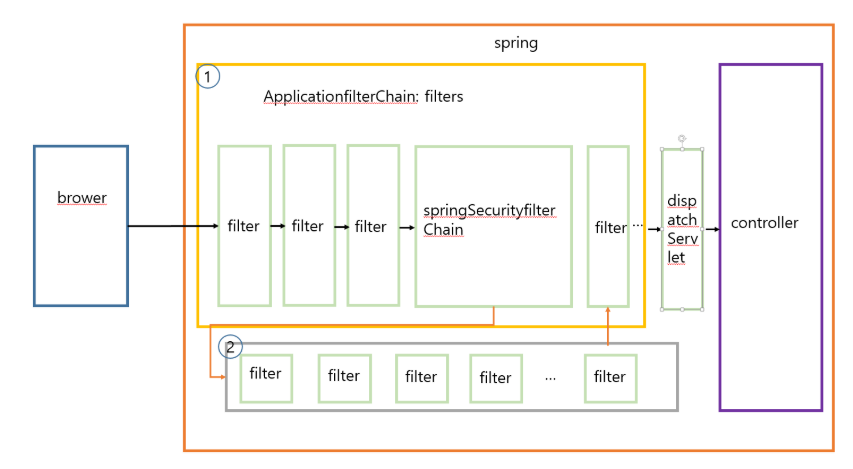 spring
1
ApplicationfilterChain: filters
brower
filter
filter
filter
springSecurityfilter
Chain
filter
...
disp
atch
Serv
let
controller
2
filter
filter
filter
filter
...
filter